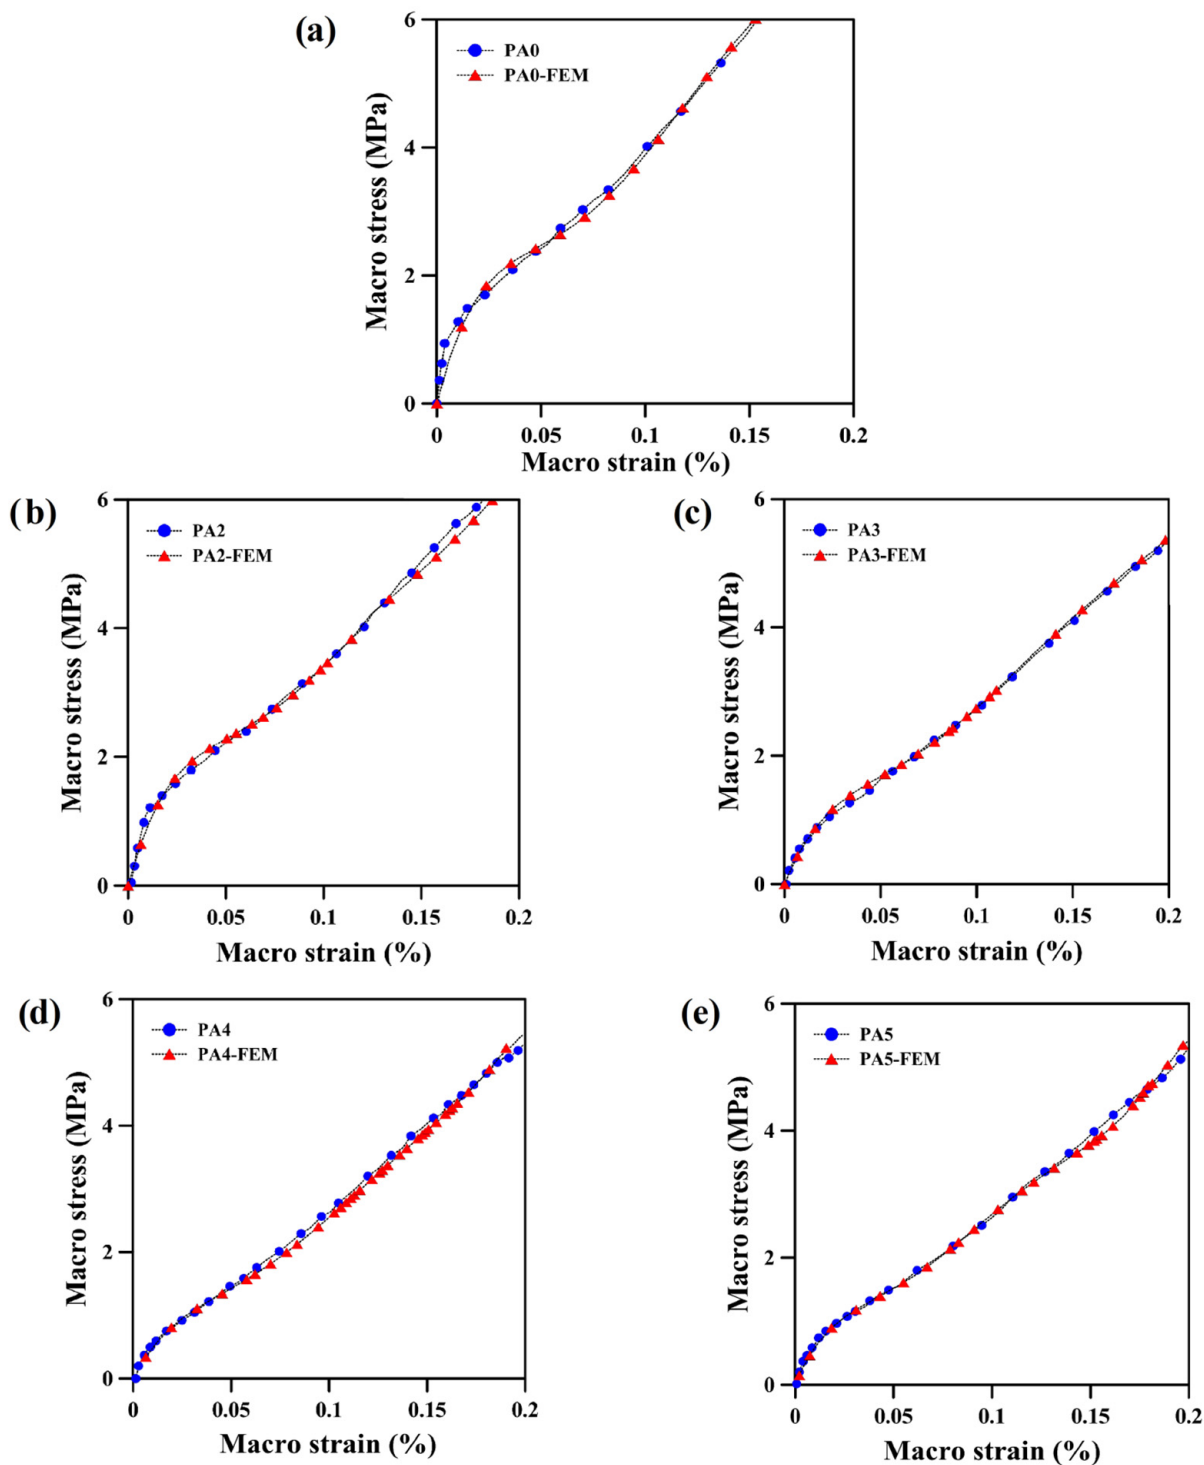 (a)
PA0
PA0-FEM
Macro stress (MPa)
6
4
2
0
0 0.05 0.1 0.15 0.2
Macro strain (%)
(b)
PA2
PA2-FEM
Macro stress (MPa)
6
4
2
0
0 0.05 0.1 0.15 0.2
Macro strain (%)
(c)
PA3
PA3-FEM
Macro stress (MPa)
6
4
2
0
0 0.05 0.1 0.15 0.2
Macro strain (%)
(d)
PA4
PA4-FEM
Macro stress (MPa)
6
4
2
0
0 0.05 0.1 0.15 0.2
Macro strain (%)
(e)
PA5
PA5-FEM
Macro stress (MPa)
6
4
2
0
0 0.05 0.1 0.15 0.2
Macro strain (%)